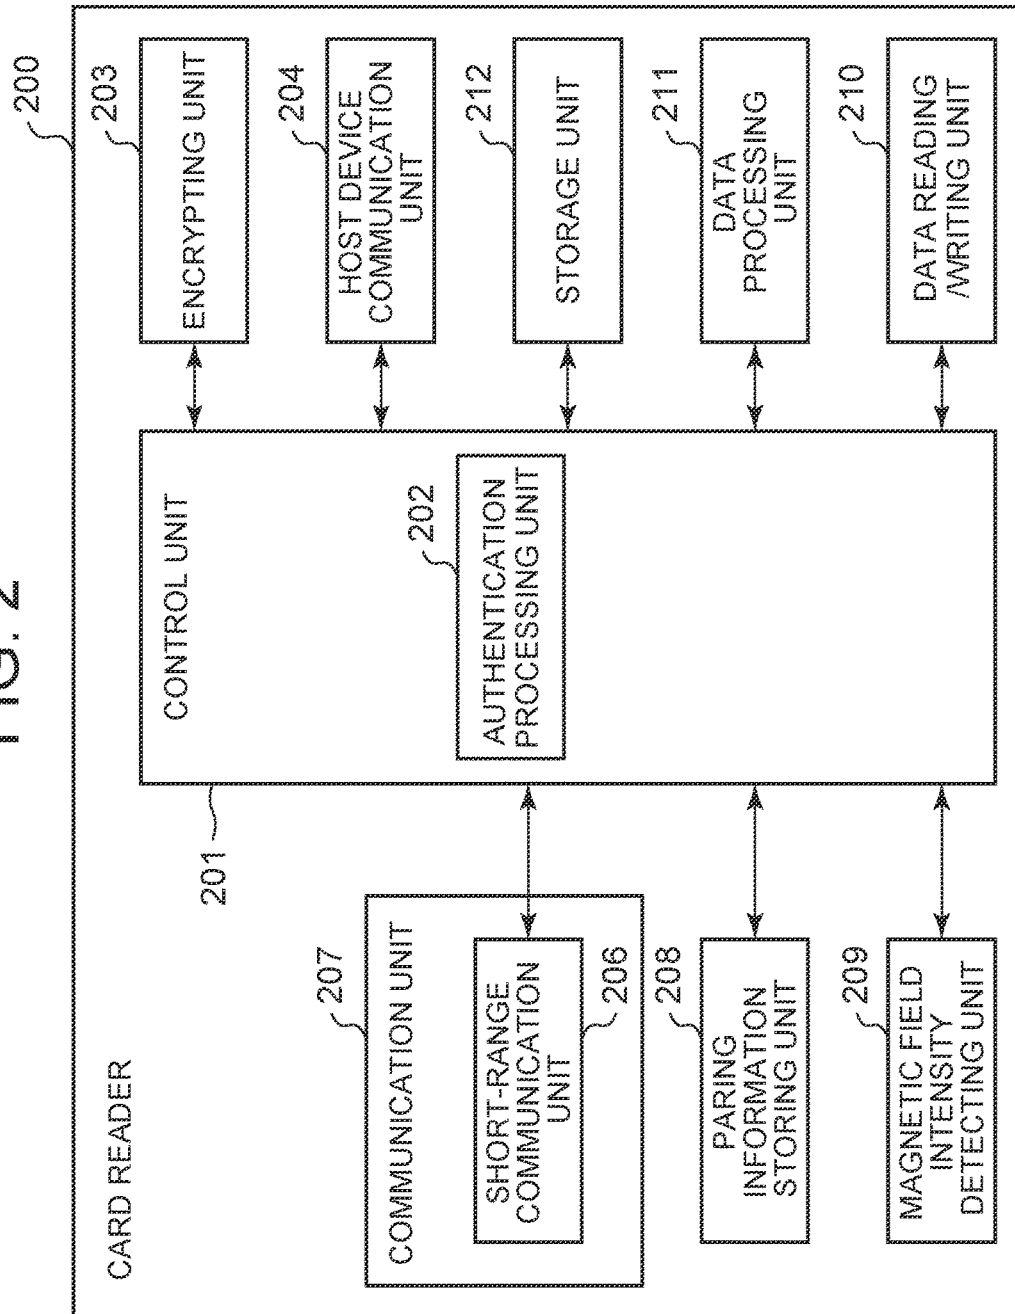 FIG. 2
200
CARD READER
207
COMMUNICATION UNIT
SHORT-RANGE
COMMUNICATION
UNIT
206
208
PARING
INFORMATION
STORING UNIT
209
MAGNETIC FIELD
INTENSITY
DETECTING UNIT
201
CONTROL UNIT
202
AUTHENTICATION
PROCESSING UNIT
203
ENCRYPTING UNIT
204
HOST DEVICE
COMMUNICATION
UNIT
212
STORAGE UNIT
211
DATA
PROCESSING
UNIT
210
DATA READING
/WRITING UNIT